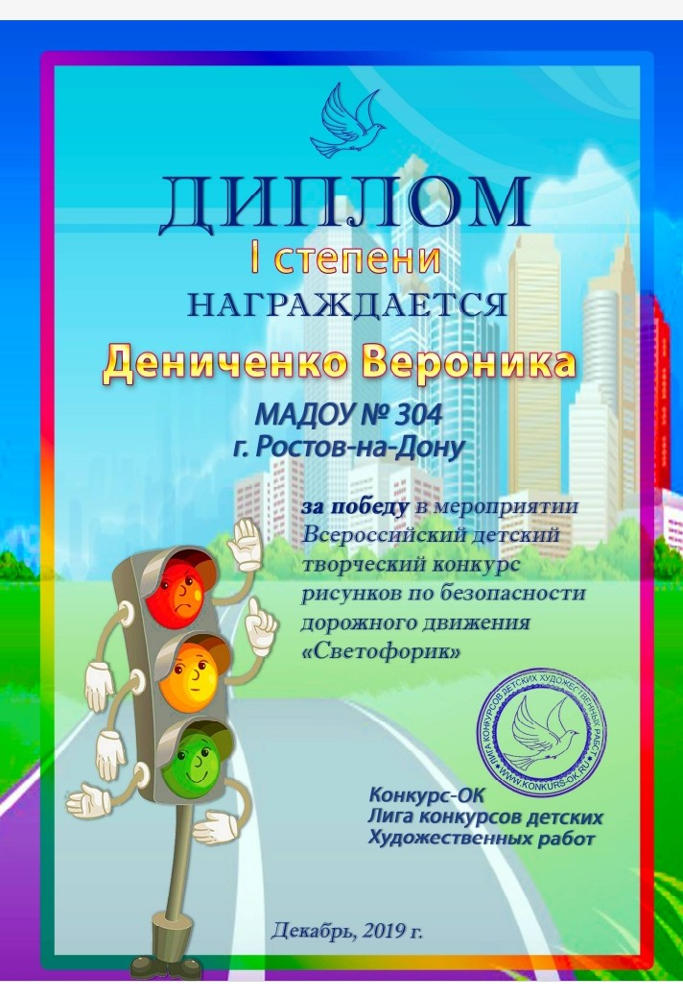 ДИПЛОМ
I степени
НАГРАЖДАЕТСЯ
Дениченко Вероника
МАДОУ № 304
г. Ростов-на-Дону
за победу в мероприятии
Всероссийский детский
творческий конкурс
рисунков по безопасности
дорожного движения
«Светофорик»
ЛИГА КОНКУРСОВ ДЕТСКИХ ХУДОЖЕСТВЕННЫХ РАБОТ
WWW.KONKURS-OK.RU
Конкурс-ОК
Лига конкурсов детских
Художественных работ
Декабрь, 2019 г.